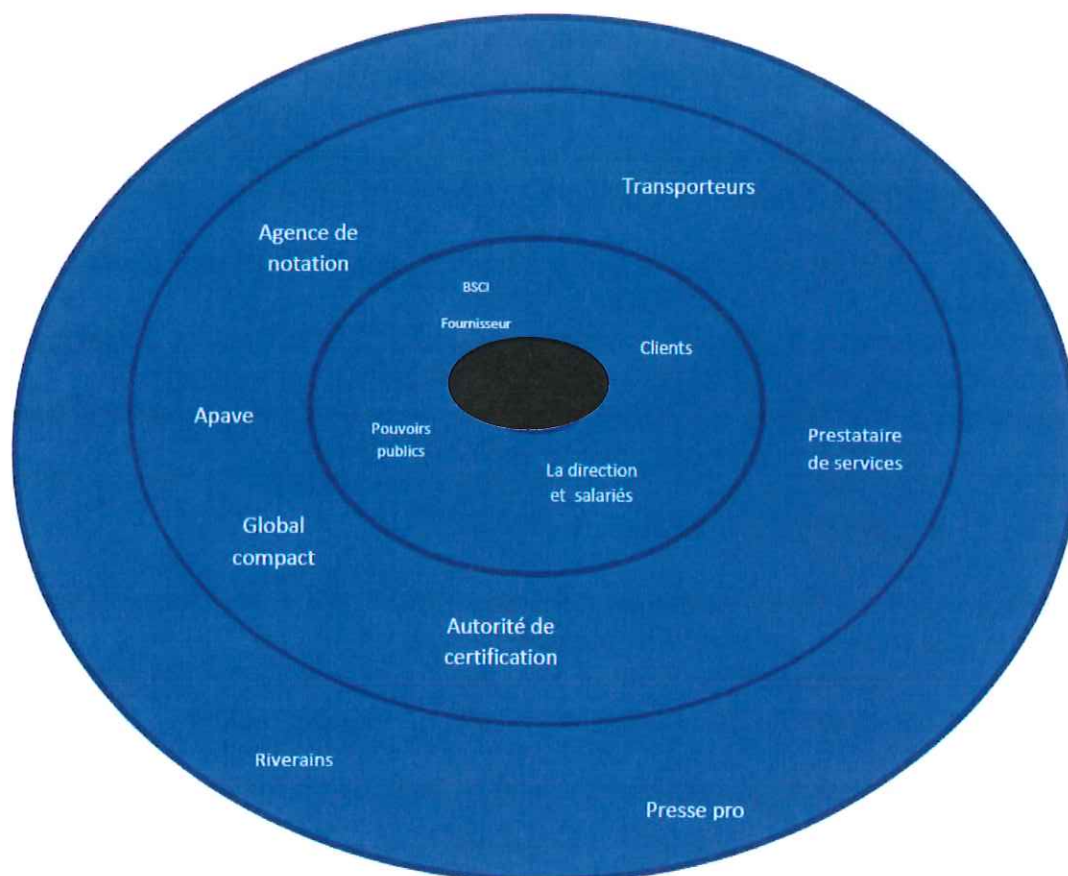 Transporteurs
Agence de
notation
BSCI
Fournisseur
Clients
Apave
Pouvoirs
publics
Prestataire
de services
La direction
et salariés
Global
compact
Autorité de
certification
Riverains
Presse pro